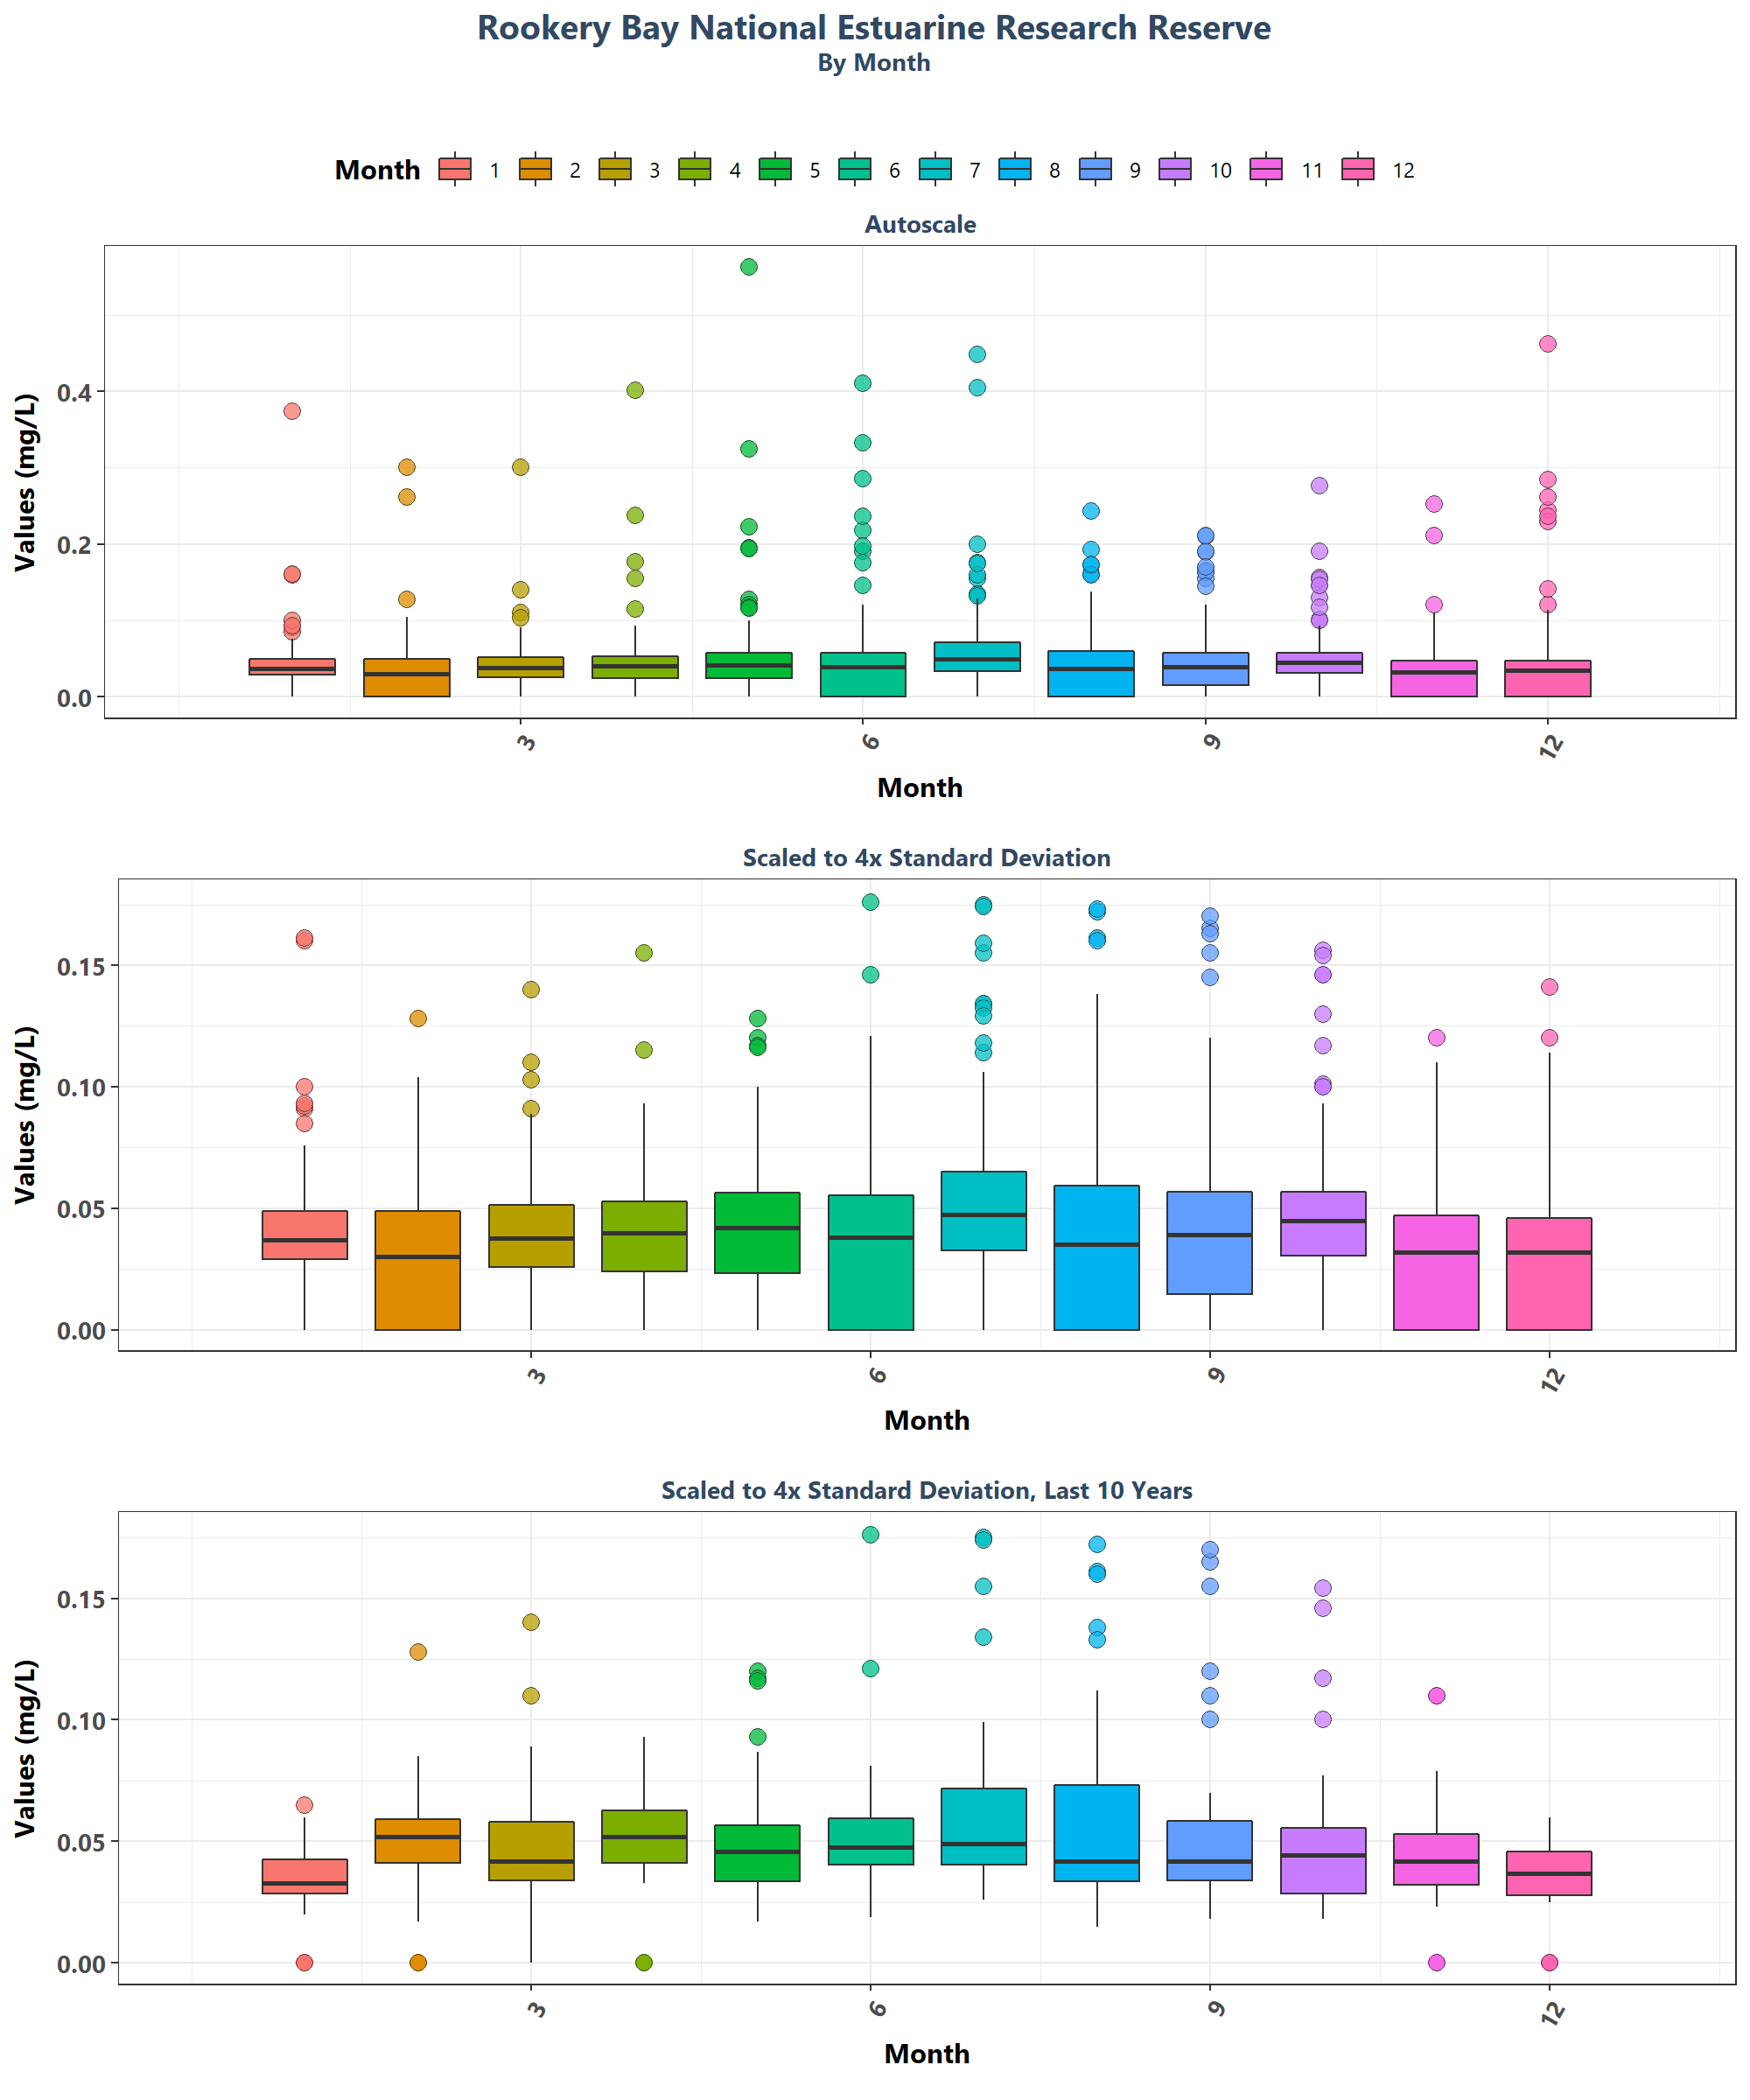 Rookery Bay National Estuarine Research Reserve
By Month
Month 1 2 3 4 5 6 7 8 9 10 11 12
Autoscale
Values (mg/L)
0.4
0.2
0.0
3 6 9 12
Month
Scaled to 4x Standard Deviation
Values (mg/L)
0.15
0.10
0.05
0.00
3 6 9 12
Month
Scaled to 4x Standard Deviation, Last 10 Years
Values (mg/L)
0.15
0.10
0.05
0.00
3 6 9 12
Month